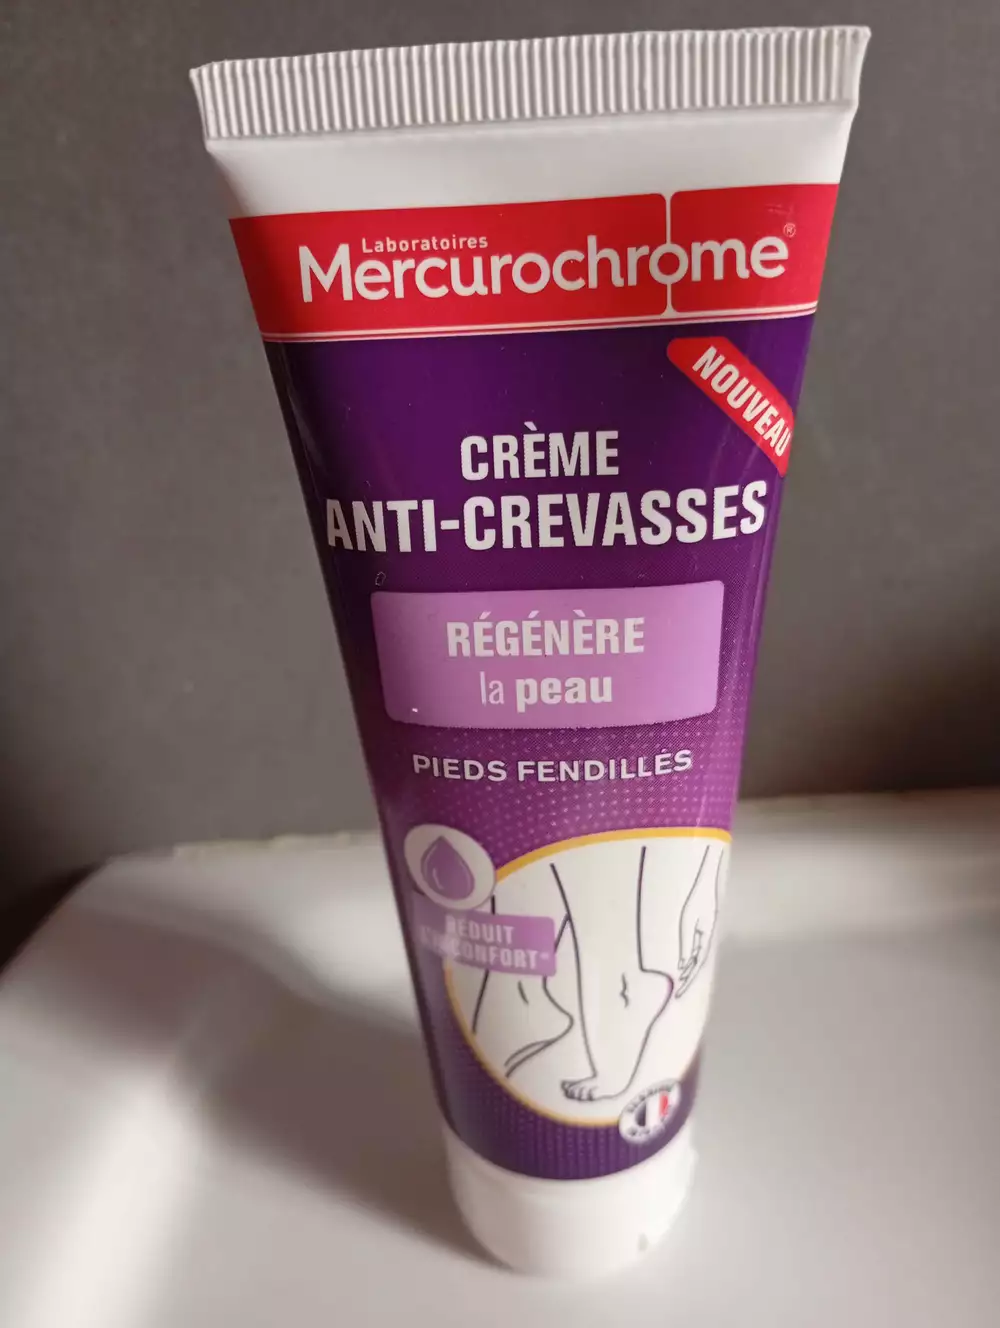 Laboratoires
Mercurochrome®
NOUVEAU
CRÈME
ANTI-CREVASSES
RÉGÉNÈRE
la peau
PIEDS FENDILLÉS
RÉDUIT
L'INCONFORT*